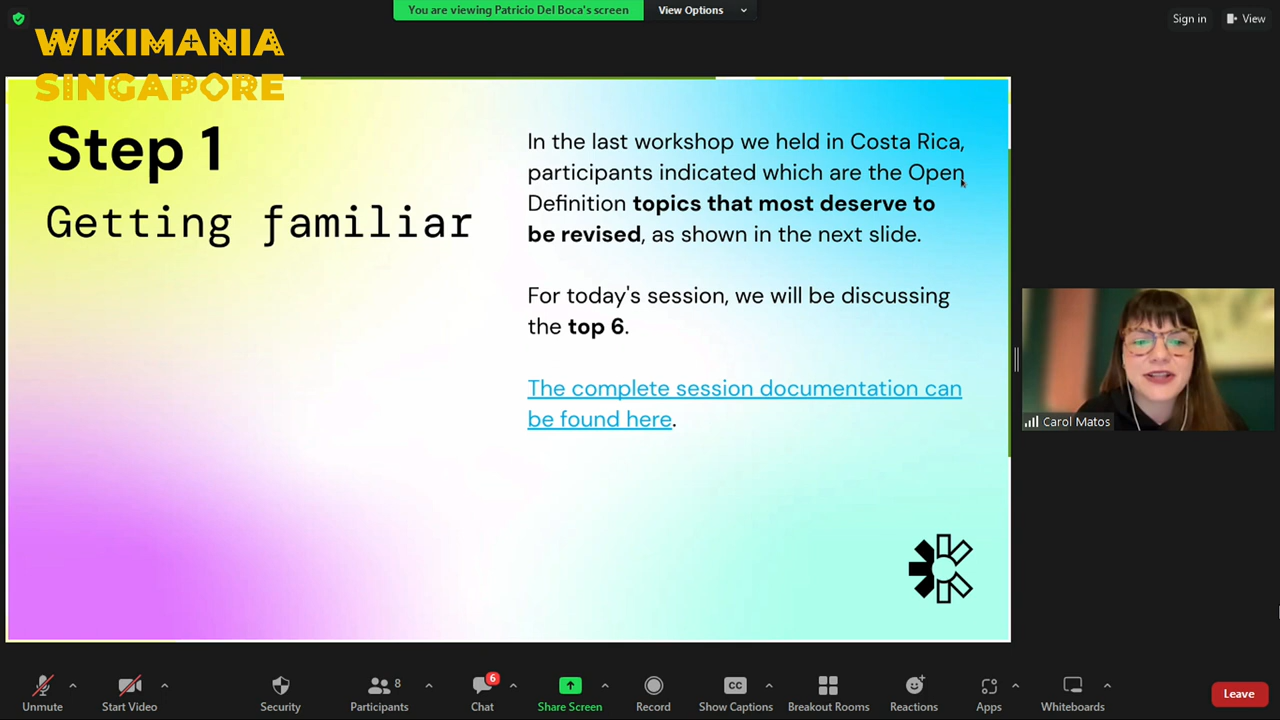 You are viewing Patricio Del Boca's screen
View Options
Sign in
View
WIKIMANIA
SINGAPORE
Step 1
Getting familiar
In the last workshop we held in Costa Rica,
participants indicated which are the Open
Definition topics that most deserve to
be revised, as shown in the next slide.
For today's session, we will be discussing
the top 6.
The complete session documentation can
be found here.
Carol Matos
Unmute
Start Video
Security
Participants
8
Chat
6
Share Screen
Record
CC
Show Captions
Breakout Rooms
Reactions
Apps
Whiteboards
Leave